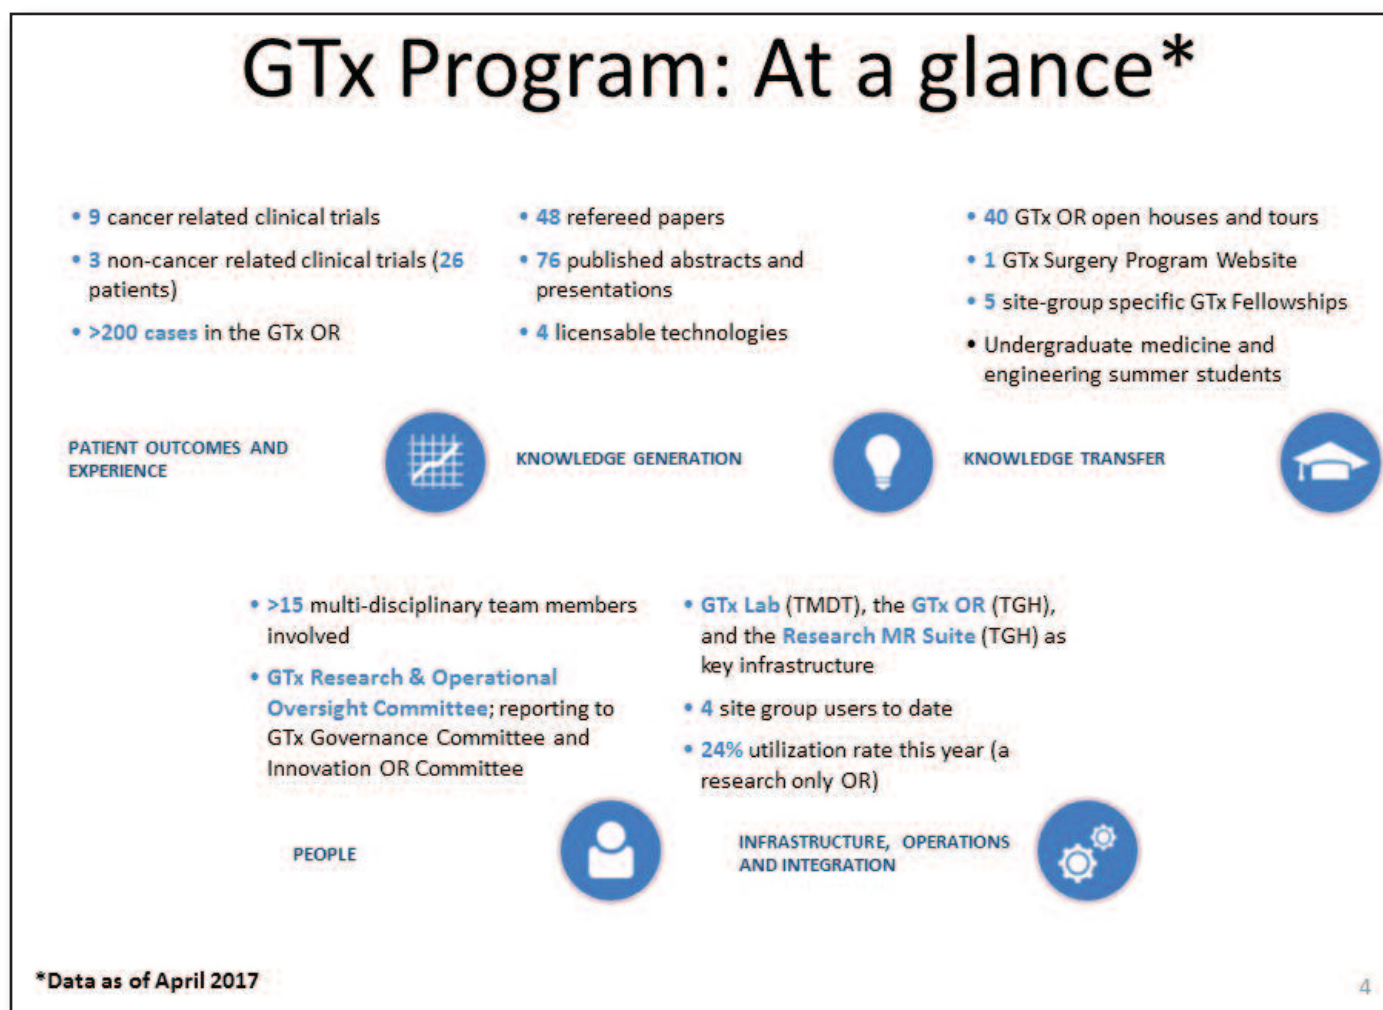 GTx Program: At a glance*
• 9 cancer related clinical trials
• 3 non-cancer related clinical trials (26
patients)
• >200 cases in the GTx OR
PATIENT OUTCOMES AND
EXPERIENCE
• 48 refereed papers
• 76 published abstracts and
presentations
• 4 licensable technologies
KNOWLEDGE GENERATION
• 40 GTx OR open houses and tours
• 1 GTx Surgery Program Website
• 5 site-group specific GTx Fellowships
• Undergraduate medicine and
engineering summer students
KNOWLEDGE TRANSFER
• >15 multi-disciplinary team members
involved
• GTx Research & Operational
Oversight Committee; reporting to
GTx Governance Committee and
Innovation OR Committee
PEOPLE
• GTx Lab (TMDT), the GTx OR (TGH),
and the Research MR Suite (TGH) as
key infrastructure
• 4 site group users to date
• 24% utilization rate this year (a
research only OR)
INFRASTRUCTURE, OPERATIONS
AND INTEGRATION
*Data as of April 2017
4